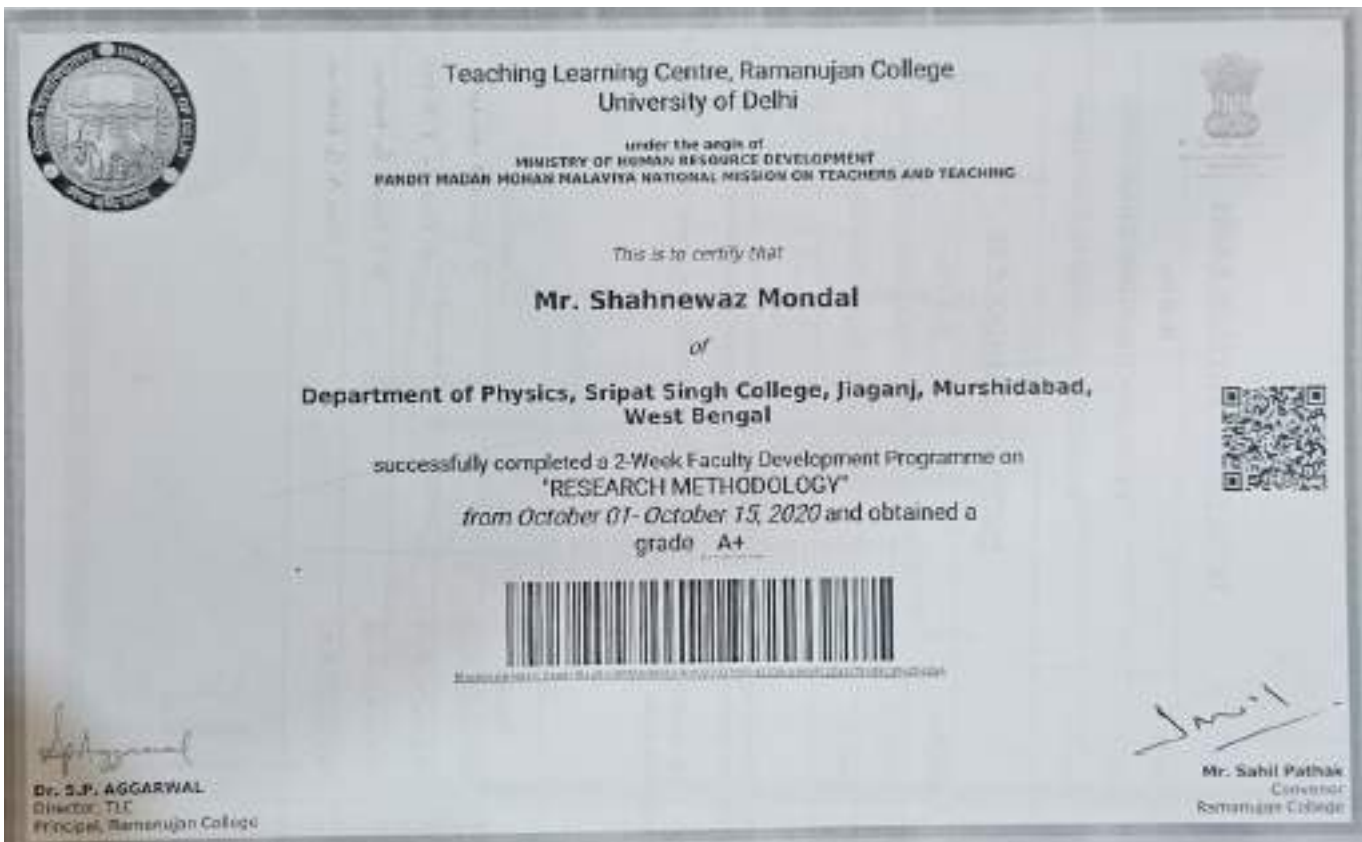 Teaching Learning Centre, Ramanujan College
University of Delhi
under the aegis of
MINISTRY OF HUMAN RESOURCE DEVELOPMENT
PANDIT MADAN MOHAN MALAVIYA NATIONAL MISSION ON TEACHERS AND TEACHING
This is to certify that
Mr. Shahnewaz Mondal
of
Department of Physics, Sripat Singh College, Jiaganj, Murshidabad,
West Bengal
successfully completed a 2-Week Faculty Development Programme on
"RESEARCH METHODOLOGY"
from October 01- October 15, 2020 and obtained a
grade A+
Dr. S.P. AGGARWAL
Director, TLC
Principal, Ramanujan College
Mr. Sahil Pathak
Convenor
Ramanujan College